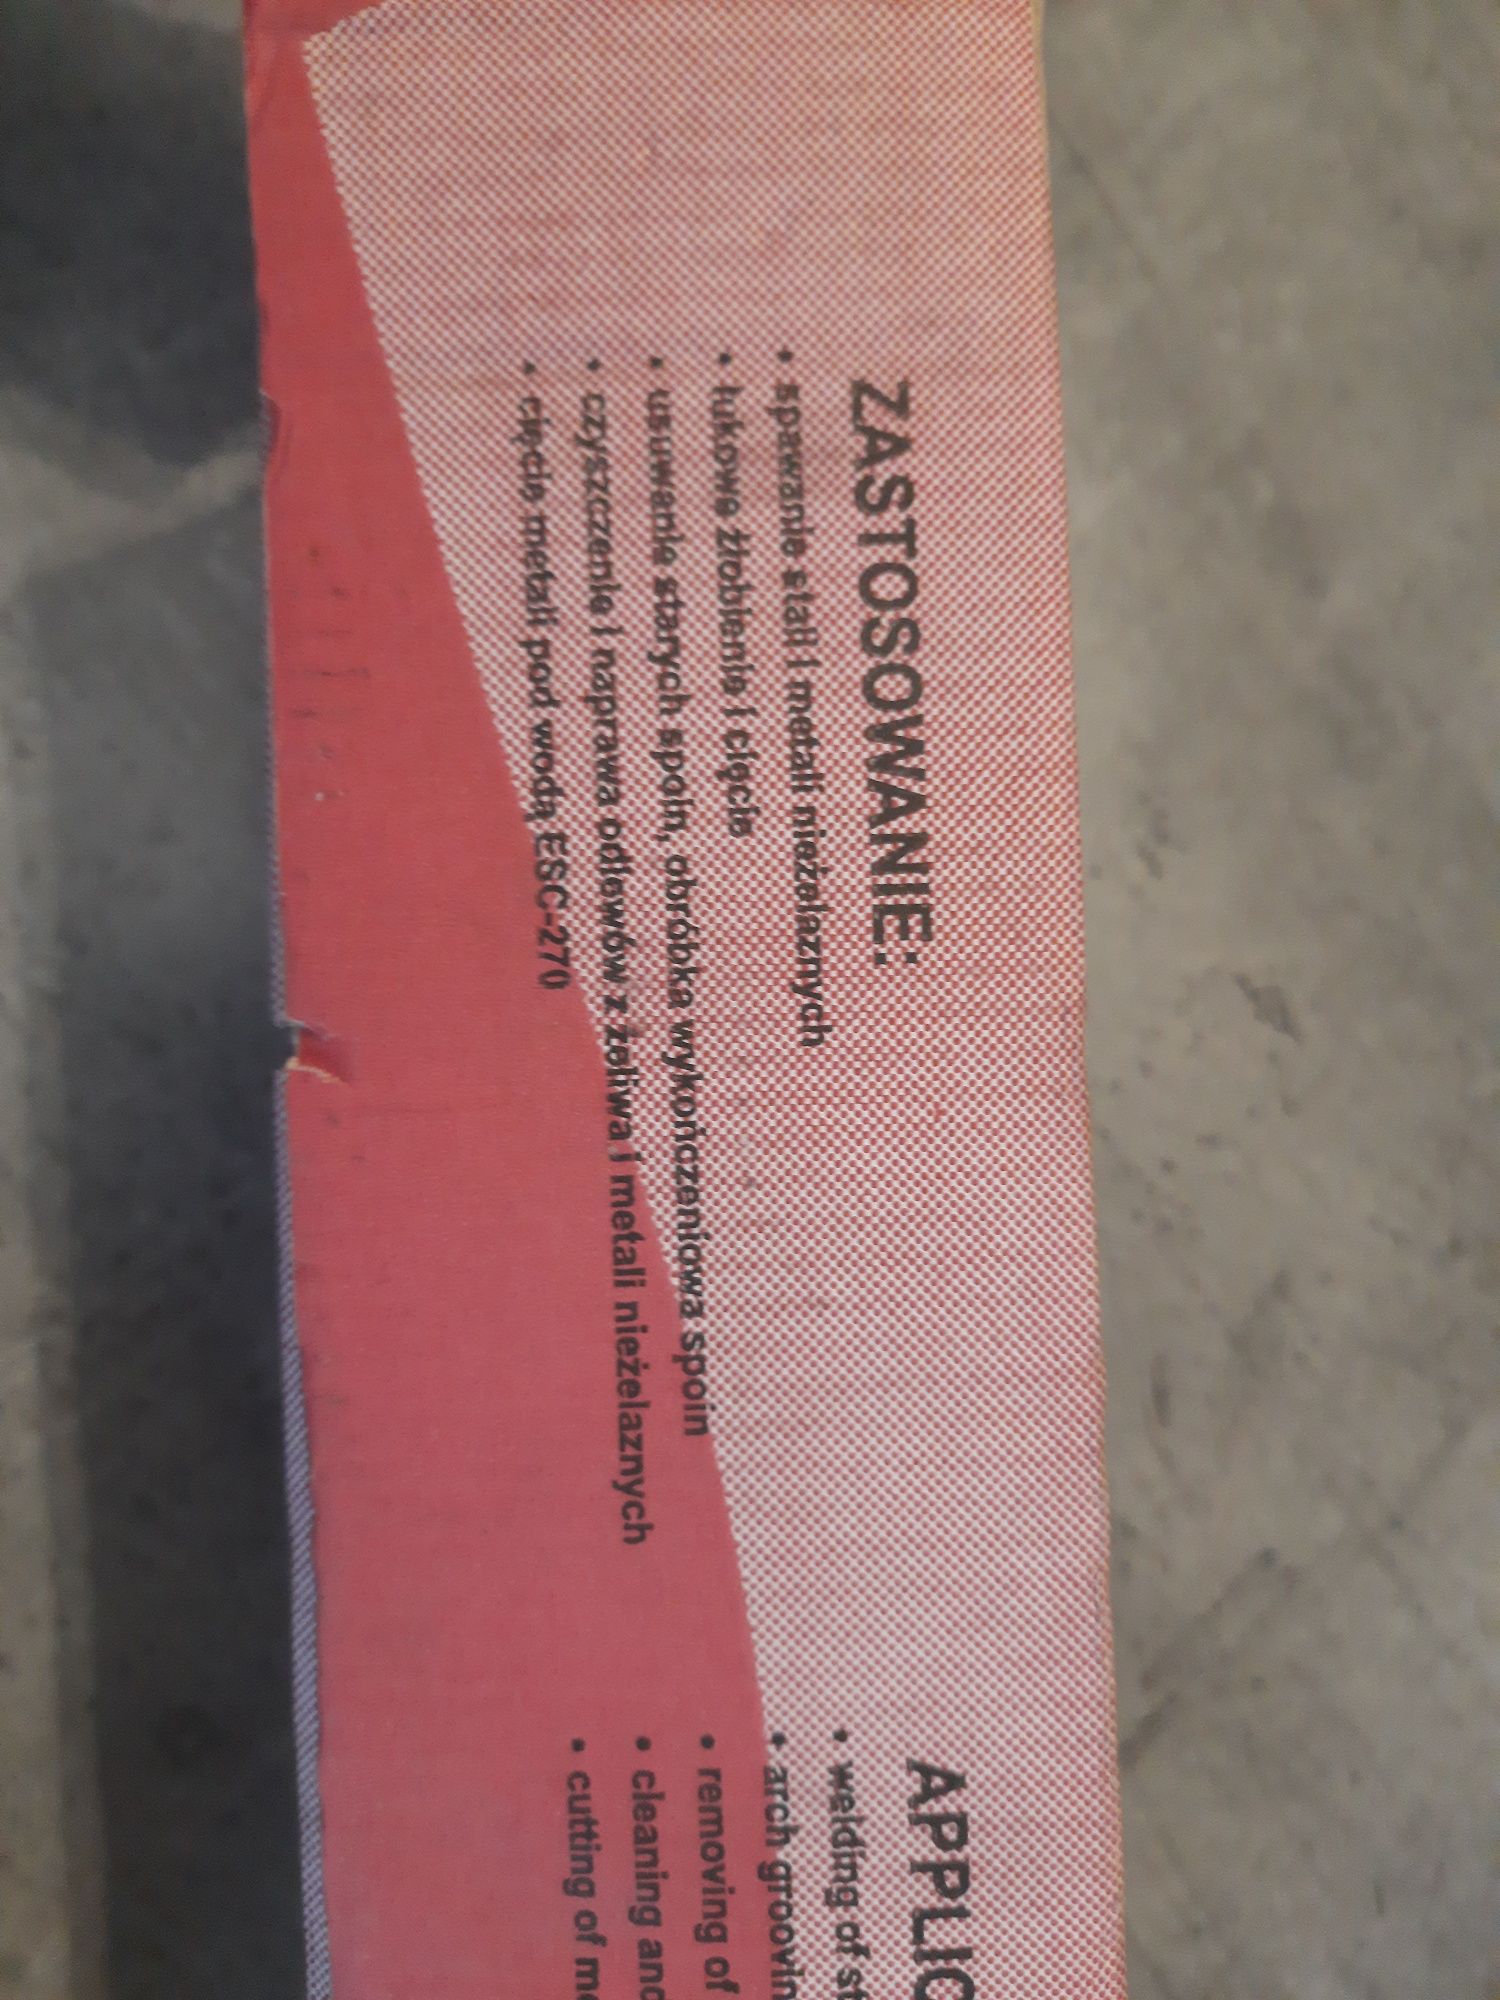 ZASTOSOWANIE:
• spawanie stali i metali nieżelaznych
• łukowe żłobienie i cięcie
• usuwanie starych spoin, obróbka wykończeniowa spoin
• czyszczenie i naprawa odlewów z żeliwa i metali nieżelaznych
• cięcie metali pod wodą ESC-270
APPLIC
• welding of st
• arch groovin
• removing of
• cleaning and
• cutting of me